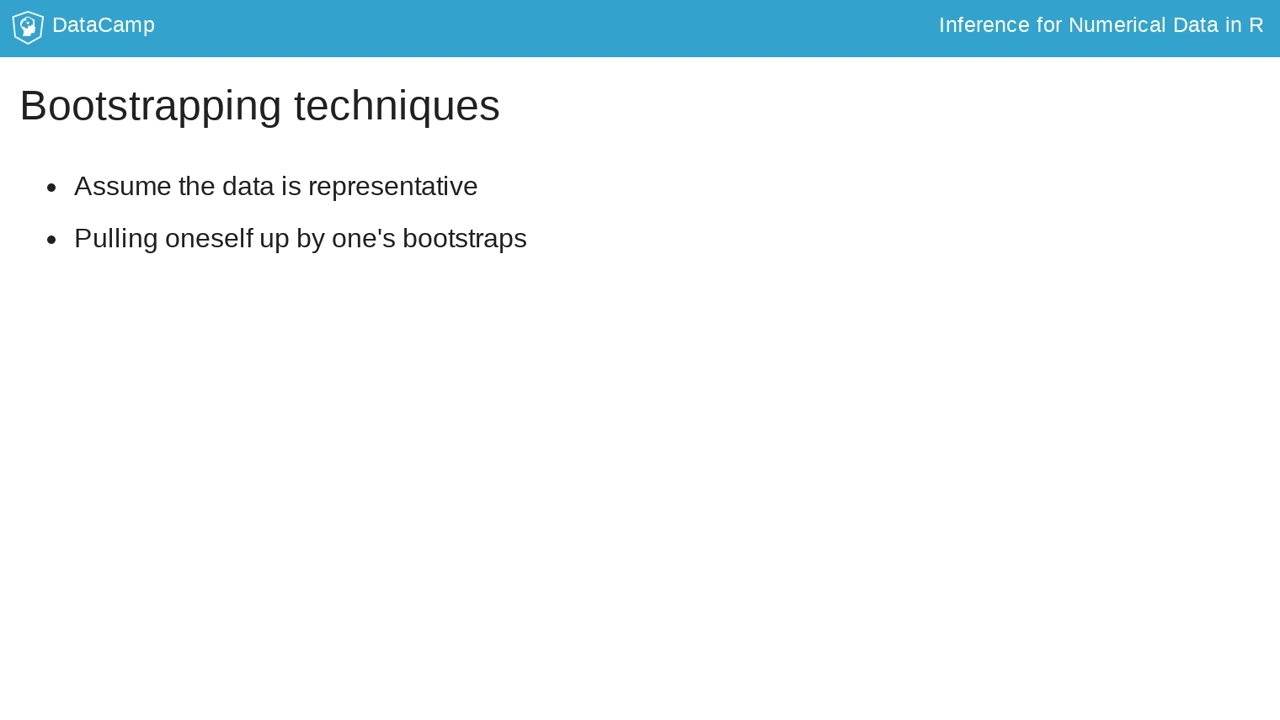 DataCamp
Inference for Numerical Data in R
Bootstrapping techniques
Assume the data is representative
Pulling oneself up by one's bootstraps